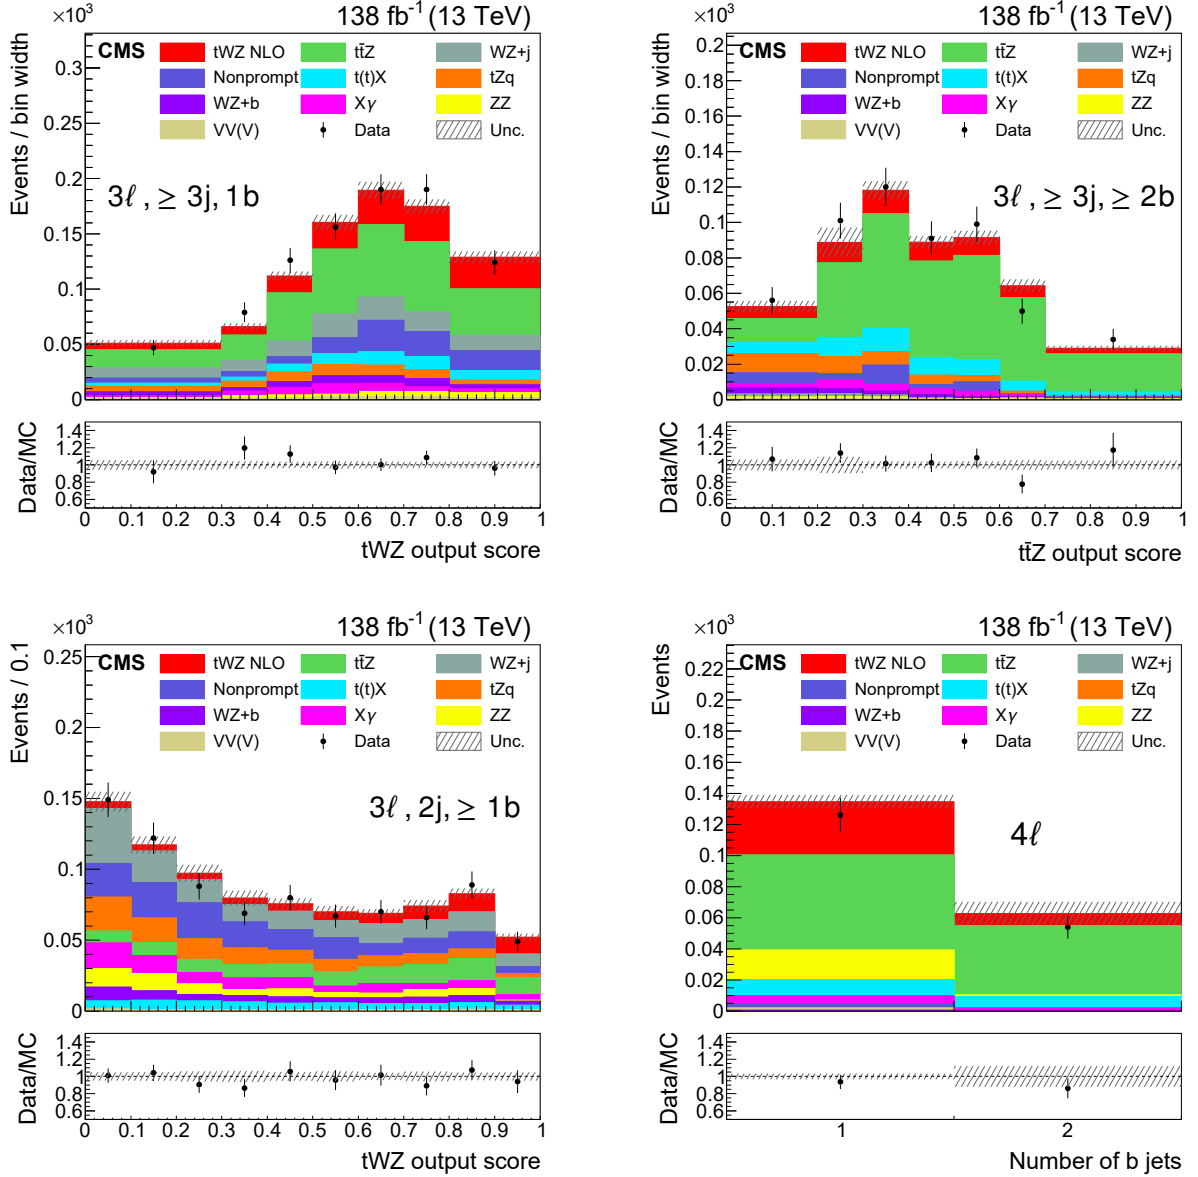 ×10³ 138 fb⁻¹ (13 TeV)
CMS tWZ NLO tt̄Z WZ+j
Nonprompt t(t)X tZq
WZ+b Xγ ZZ
VV(V) Data Unc.
3ℓ, ≥ 3j, 1b
Events / bin width
0.3
0.25
0.2
0.15
0.1
0.05
0
Data/MC
1.4
1.2
1
0.8
0.6
0 0.1 0.2 0.3 0.4 0.5 0.6 0.7 0.8 0.9 1
tWZ output score
×10³ 138 fb⁻¹ (13 TeV)
CMS tWZ NLO tt̄Z WZ+j
Nonprompt t(t)X tZq
WZ+b Xγ ZZ
VV(V) Data Unc.
3ℓ, ≥ 3j, ≥ 2b
Events / bin width
0.2
0.18
0.16
0.14
0.12
0.1
0.08
0.06
0.04
0.02
0
Data/MC
1.4
1.2
1
0.8
0.6
0 0.1 0.2 0.3 0.4 0.5 0.6 0.7 0.8 0.9 1
tt̄Z output score
×10³ 138 fb⁻¹ (13 TeV)
CMS tWZ NLO tt̄Z WZ+j
Nonprompt t(t)X tZq
WZ+b Xγ ZZ
VV(V) Data Unc.
3ℓ, 2j, ≥ 1b
Events / 0.1
0.25
0.2
0.15
0.1
0.05
0
Data/MC
1.4
1.2
1
0.8
0.6
0 0.1 0.2 0.3 0.4 0.5 0.6 0.7 0.8 0.9 1
tWZ output score
×10³ 138 fb⁻¹ (13 TeV)
CMS tWZ NLO tt̄Z WZ+j
Nonprompt t(t)X tZq
WZ+b Xγ ZZ
VV(V) Data Unc.
4ℓ
Events
0.22
0.2
0.18
0.16
0.14
0.12
0.1
0.08
0.06
0.04
0.02
0
Data/MC
1.4
1.2
1
0.8
0.6
1 2
Number of b jets